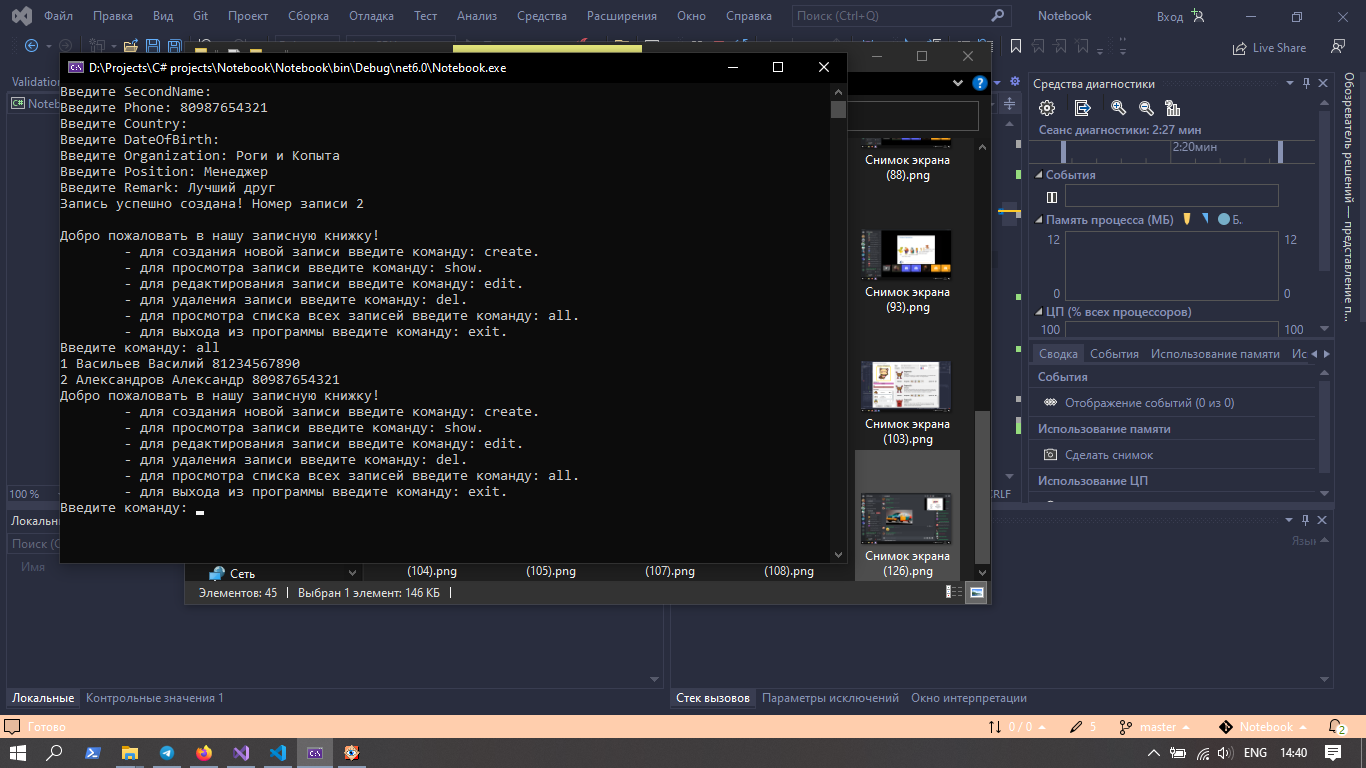 Файл Правка Вид Git Проект Сборка Отладка Тест Анализ Средства Расширения Окно Справка Поиск (Ctrl+Q) Notebook Вход
Live Share
D:\Projects\C# projects\Notebook\Notebook\bin\Debug\net6.0\Notebook.exe
Введите SecondName:
Введите Phone: 80987654321
Введите Country:
Введите DateOfBirth:
Введите Organization: Роги и Копыта
Введите Position: Менеджер
Введите Remark: Лучший друг
Запись успешно создана! Номер записи 2
Добро пожаловать в нашу записную книжку!
- для создания новой записи введите команду: create.
- для просмотра записи введите команду: show.
- для редактирования записи введите команду: edit.
- для удаления записи введите команду: del.
- для просмотра списка всех записей введите команду: all.
- для выхода из программы введите команду: exit.
Введите команду: all
1 Васильев Василий 81234567890
2 Александров Александр 80987654321
Добро пожаловать в нашу записную книжку!
- для создания новой записи введите команду: create.
- для просмотра записи введите команду: show.
- для редактирования записи введите команду: edit.
- для удаления записи введите команду: del.
- для просмотра списка всех записей введите команду: all.
- для выхода из программы введите команду: exit.
Введите команду:
Validation
C# Noteb
100 %
Локальн
Поиск (C
Имя
Снимок экрана
(88).png
Снимок экрана
(93).png
Снимок экрана
(103).png
Снимок экрана
(126).png
Сеть
(104).png (105).png (107).png (108).png
Элементов: 45 Выбран 1 элемент: 146 КБ
CRLF
Средства диагностики
Сеанс диагностики: 2:27 мин
2:20мин
События
Память процесса (МБ) Б.
12 12
0 0
ЦП (% всех процессоров)
100 100
Сводка События Использование памяти Ис
События
Отображение событий (0 из 0)
Использование памяти
Сделать снимок
Использование ЦП
Обозреватель решений — представление п...
Язык
Локальные Контрольные значения 1
Стек вызовов Параметры исключений Окно интерпретации
Готово 0 / 0 5 master Notebook 2
ENG 14:40